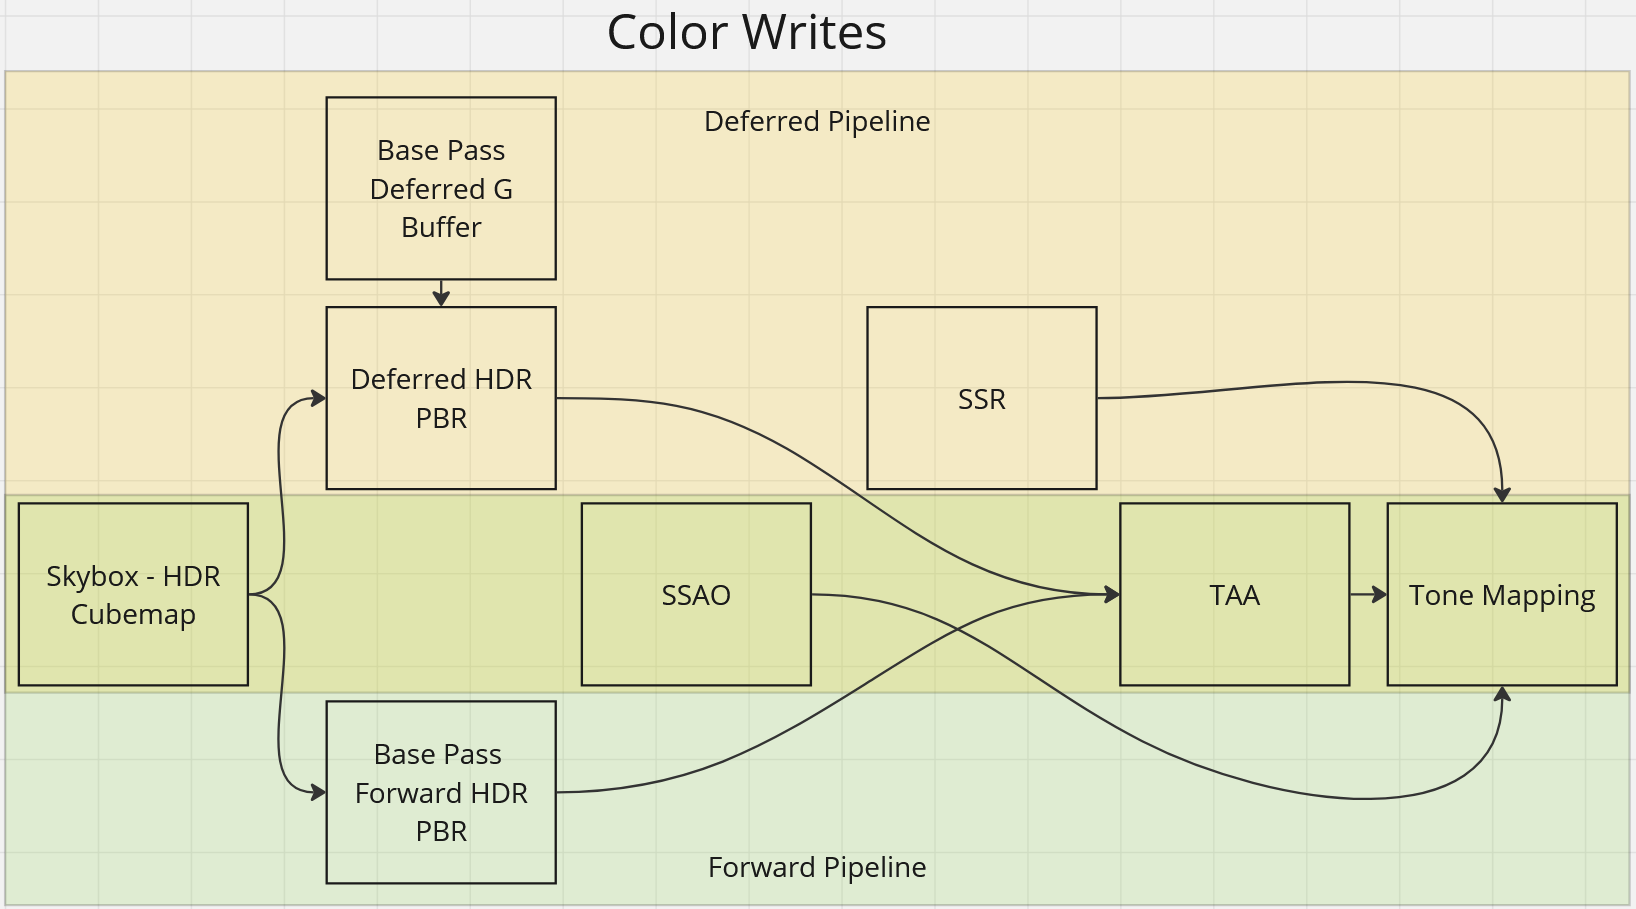 Color Writes
Deferred Pipeline
Base Pass
Deferred G
Buffer
Deferred HDR
PBR
SSR
Skybox - HDR
Cubemap
SSAO
TAA
Tone Mapping
Base Pass
Forward HDR
PBR
Forward Pipeline